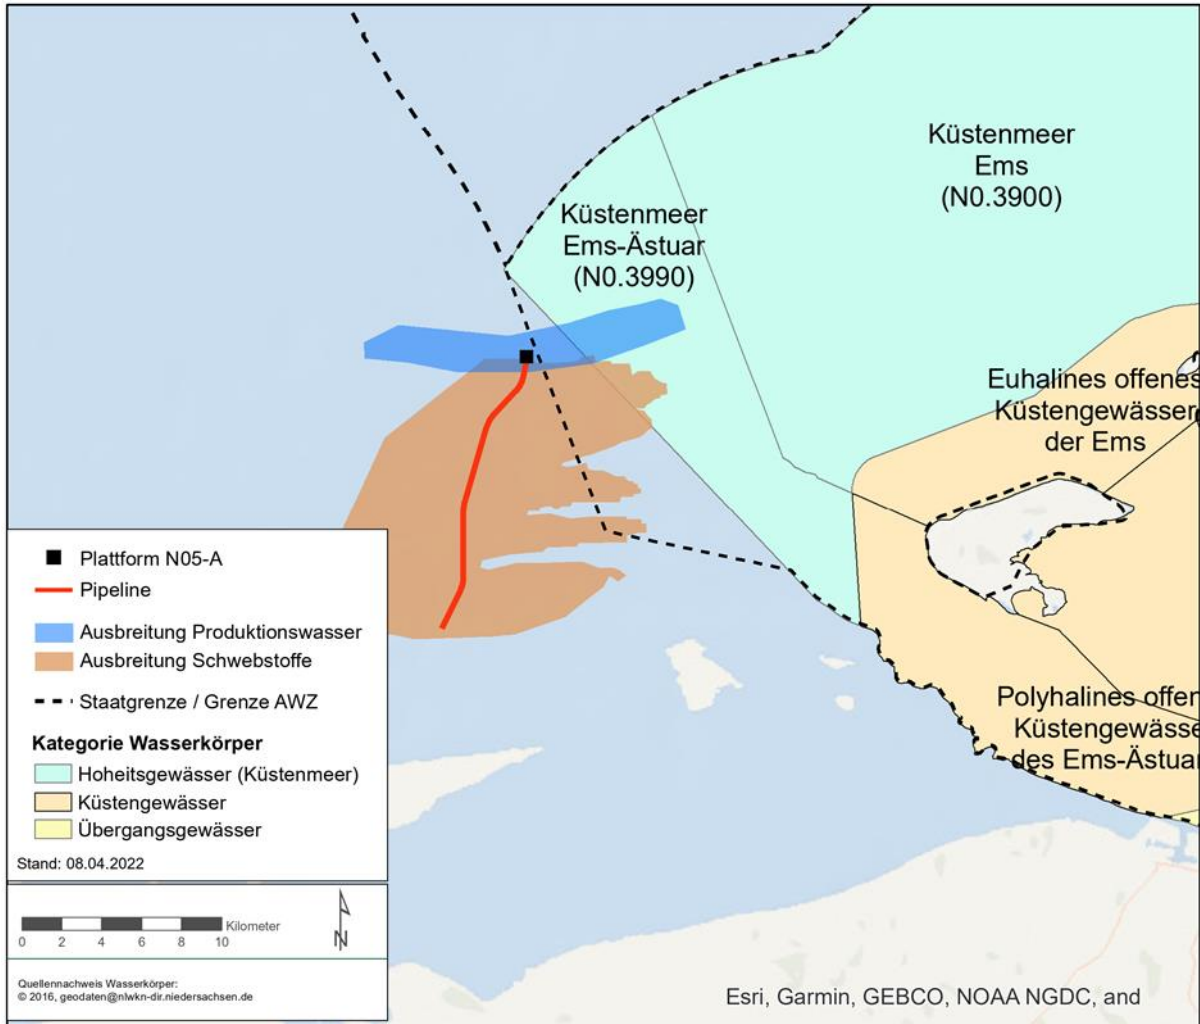 Küstenmeer
Ems
(N0.3900)
Küstenmeer
Ems-Ästuar
(N0.3990)
Euhalines offenes
Küstengewässer
der Ems
Polyhalines offen
Küstengewässe
des Ems-Ästuar
Plattform N05-A
Pipeline
Ausbreitung Produktionswasser
Ausbreitung Schwebstoffe
Staatgrenze / Grenze AWZ
Kategorie Wasserkörper
Hoheitsgewässer (Küstenmeer)
Küstengewässer
Übergangsgewässer
Stand: 08.04.2022
Kilometer
0 2 4 6 8 10
N
Quellennachweis Wasserkörper:
© 2016, geodaten@nlwkn-dir.niedersachsen.de
Esri, Garmin, GEBCO, NOAA NGDC, and